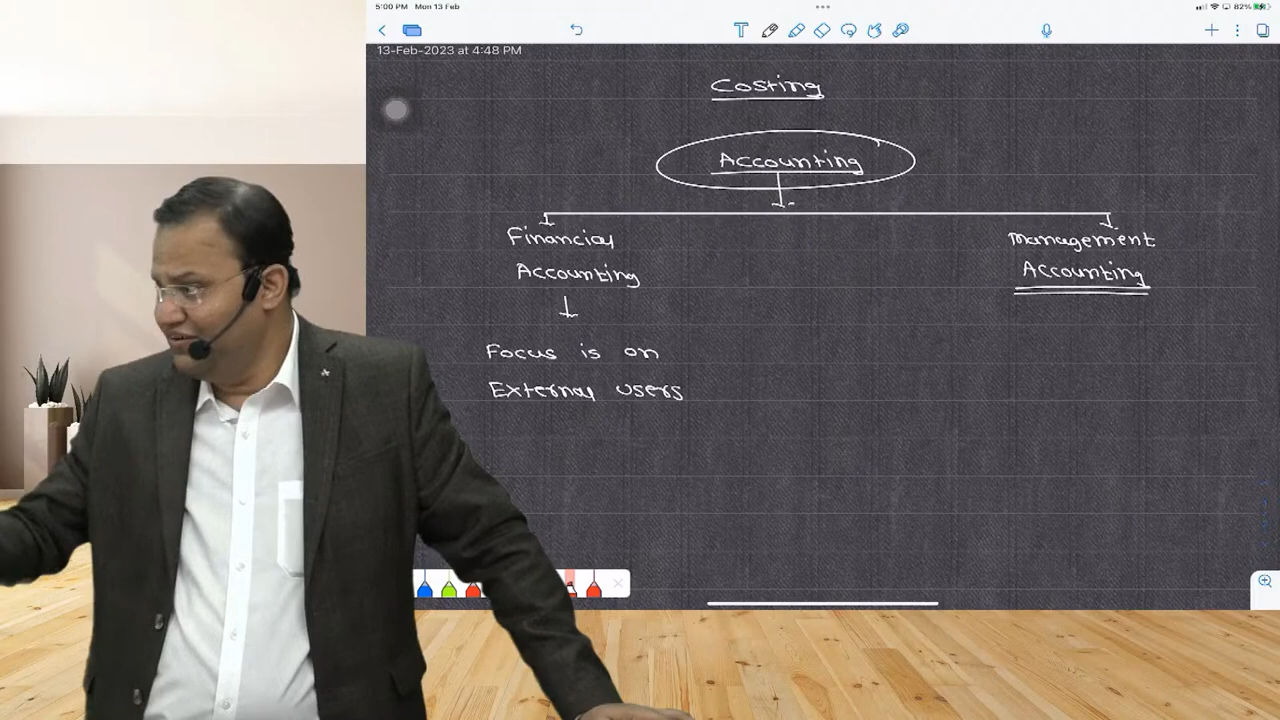 5:00 PM Mon 13 Feb
82%
13-Feb-2023 at 4:48 PM
Costing
Accounting
Financial
Accounting
Focus is on
External users
Management
Accounting